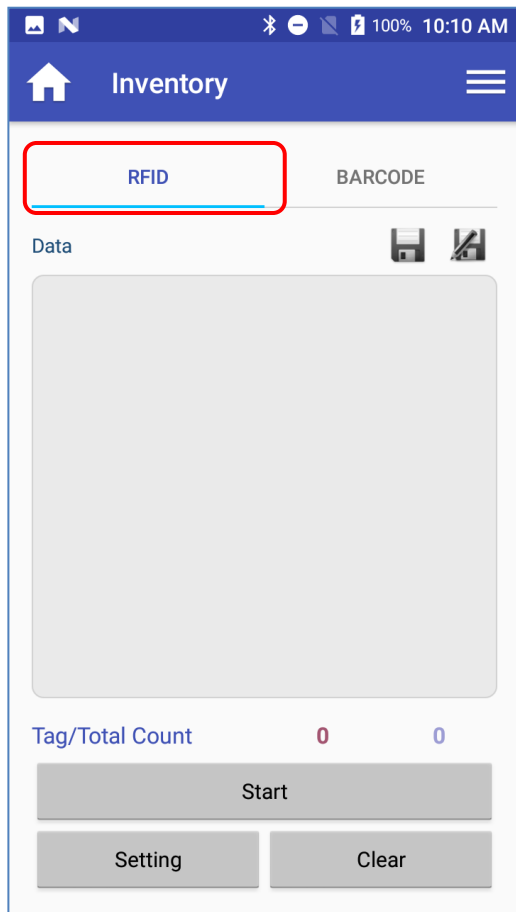 100% 10:10 AM
Inventory
RFID BARCODE
Data
Tag/Total Count 0 0
Start
Setting Clear